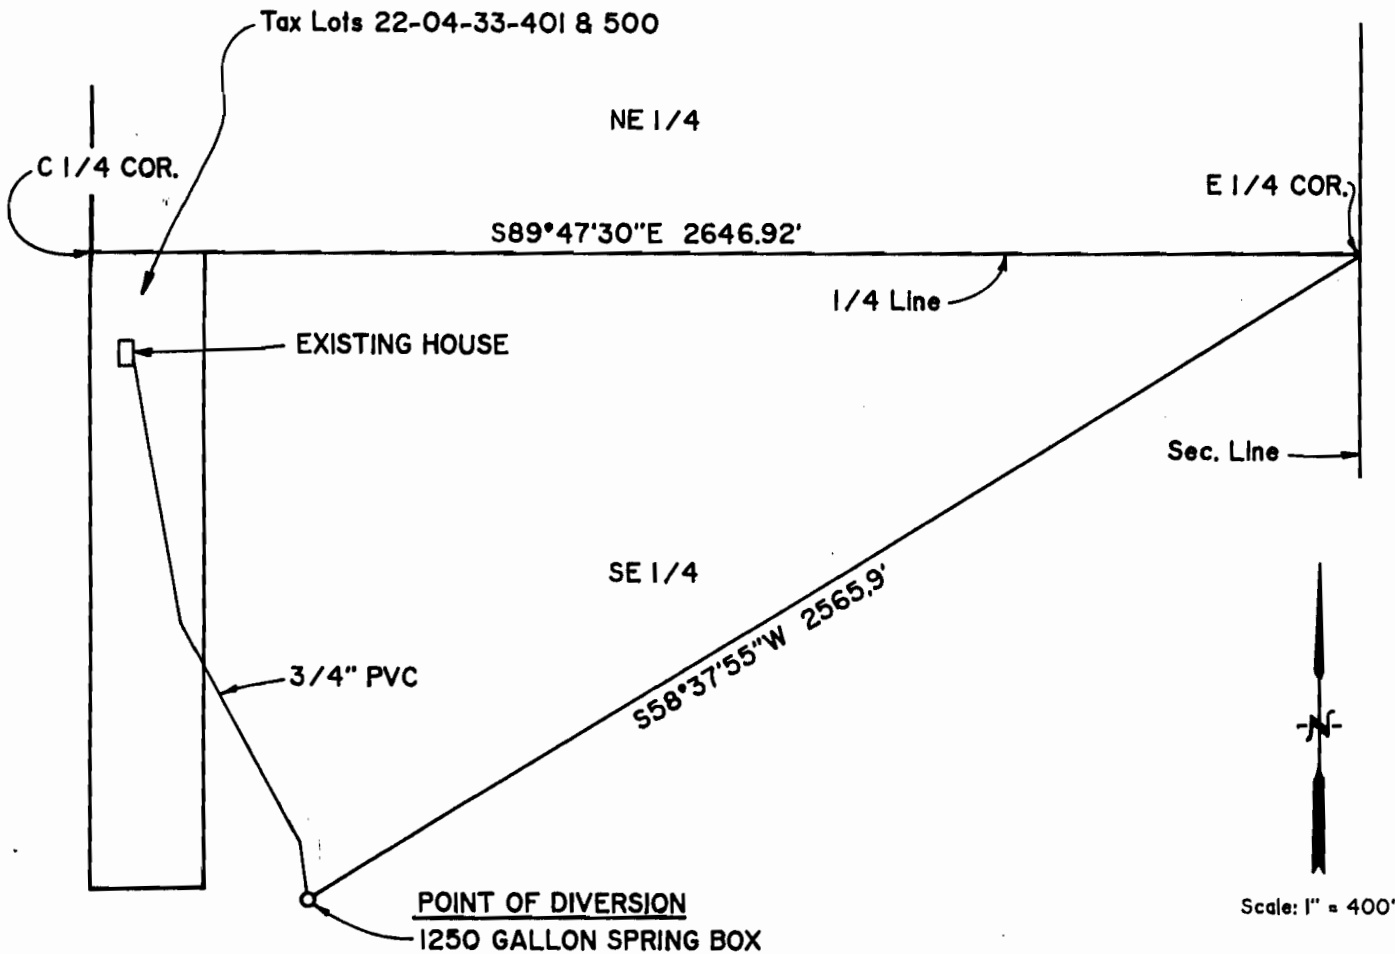 Tax Lots 22-04-33-401 & 500
NE 1/4
C 1/4 COR.
E 1/4 COR.
S89°47'30"E 2646.92'
1/4 Line
EXISTING HOUSE
Sec. Line
SE 1/4
S58°37'55"W 2565.9'
3/4" PVC
N
POINT OF DIVERSION
1250 GALLON SPRING BOX
Scale: 1" = 400'